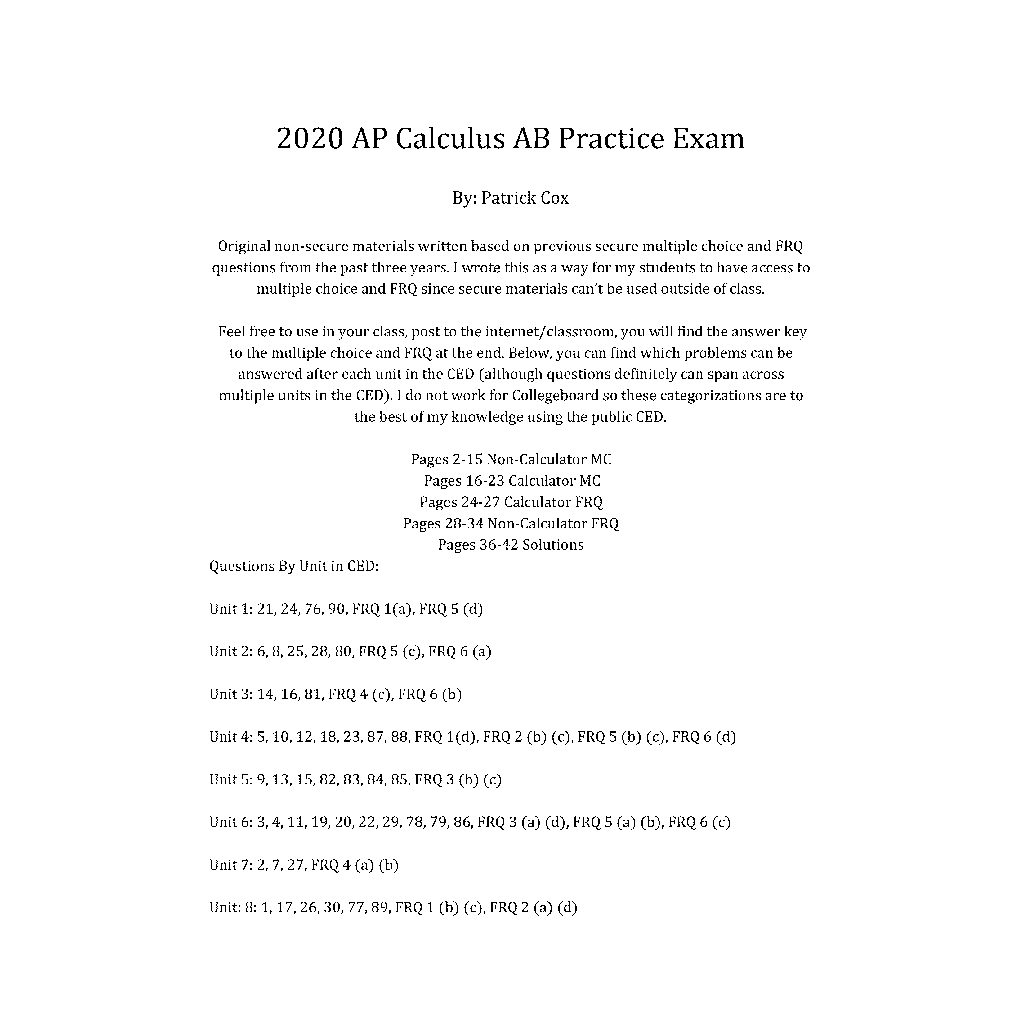 2020 AP Calculus AB Practice Exam
By: Patrick Cox
Original non-secure materials written based on previous secure multiple choice and FRQ
questions from the past three years. I wrote this as a way for my students to have access to
multiple choice and FRQ since secure materials can't be used outside of class.
Feel free to use in your class, post to the internet/classroom, you will find the answer key
to the multiple choice and FRQ at the end. Below, you can find which problems can be
answered after each unit in the CED (although questions definitely can span across
multiple units in the CED). I do not work for Collegeboard so these categorizations are to
the best of my knowledge using the public CED.
Pages 2-15 Non-Calculator MC
Pages 16-23 Calculator MC
Pages 24-27 Calculator FRQ
Pages 28-34 Non-Calculator FRQ
Pages 36-42 Solutions
Questions By Unit in CED:
Unit 1: 21, 24, 76, 90, FRQ 1(a), FRQ 5 (d)
Unit 2: 6, 8, 25, 28, 80, FRQ 5 (c), FRQ 6 (a)
Unit 3: 14, 16, 81, FRQ 4 (c), FRQ 6 (b)
Unit 4: 5, 10, 12, 18, 23, 87, 88, FRQ 1(d), FRQ 2 (b) (c), FRQ 5 (b) (c), FRQ 6 (d)
Unit 5: 9, 13, 15, 82, 83, 84, 85, FRQ 3 (b) (c)
Unit 6: 3, 4, 11, 19, 20, 22, 29, 78, 79, 86, FRQ 3 (a) (d), FRQ 5 (a) (b), FRQ 6 (c)
Unit 7: 2, 7, 27, FRQ 4 (a) (b)
Unit: 8: 1, 17, 26, 30, 77, 89, FRQ 1 (b) (c), FRQ 2 (a) (d)